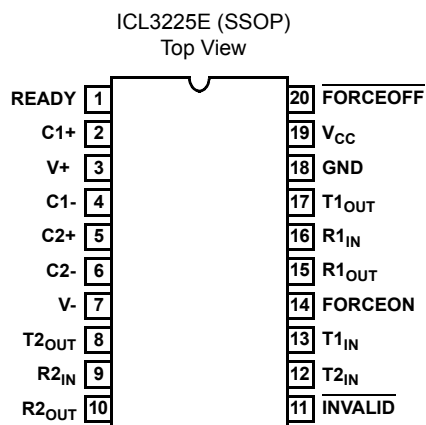 ICL3225E (SSOP)
Top View
READY 1 20 FORCEOFF
C1+ 2 19 VCC
V+ 3 18 GND
C1- 4 17 T1OUT
C2+ 5 16 R1IN
C2- 6 15 R1OUT
V- 7 14 FORCEON
T2OUT 8 13 T1IN
R2IN 9 12 T2IN
R2OUT 10 11 INVALID